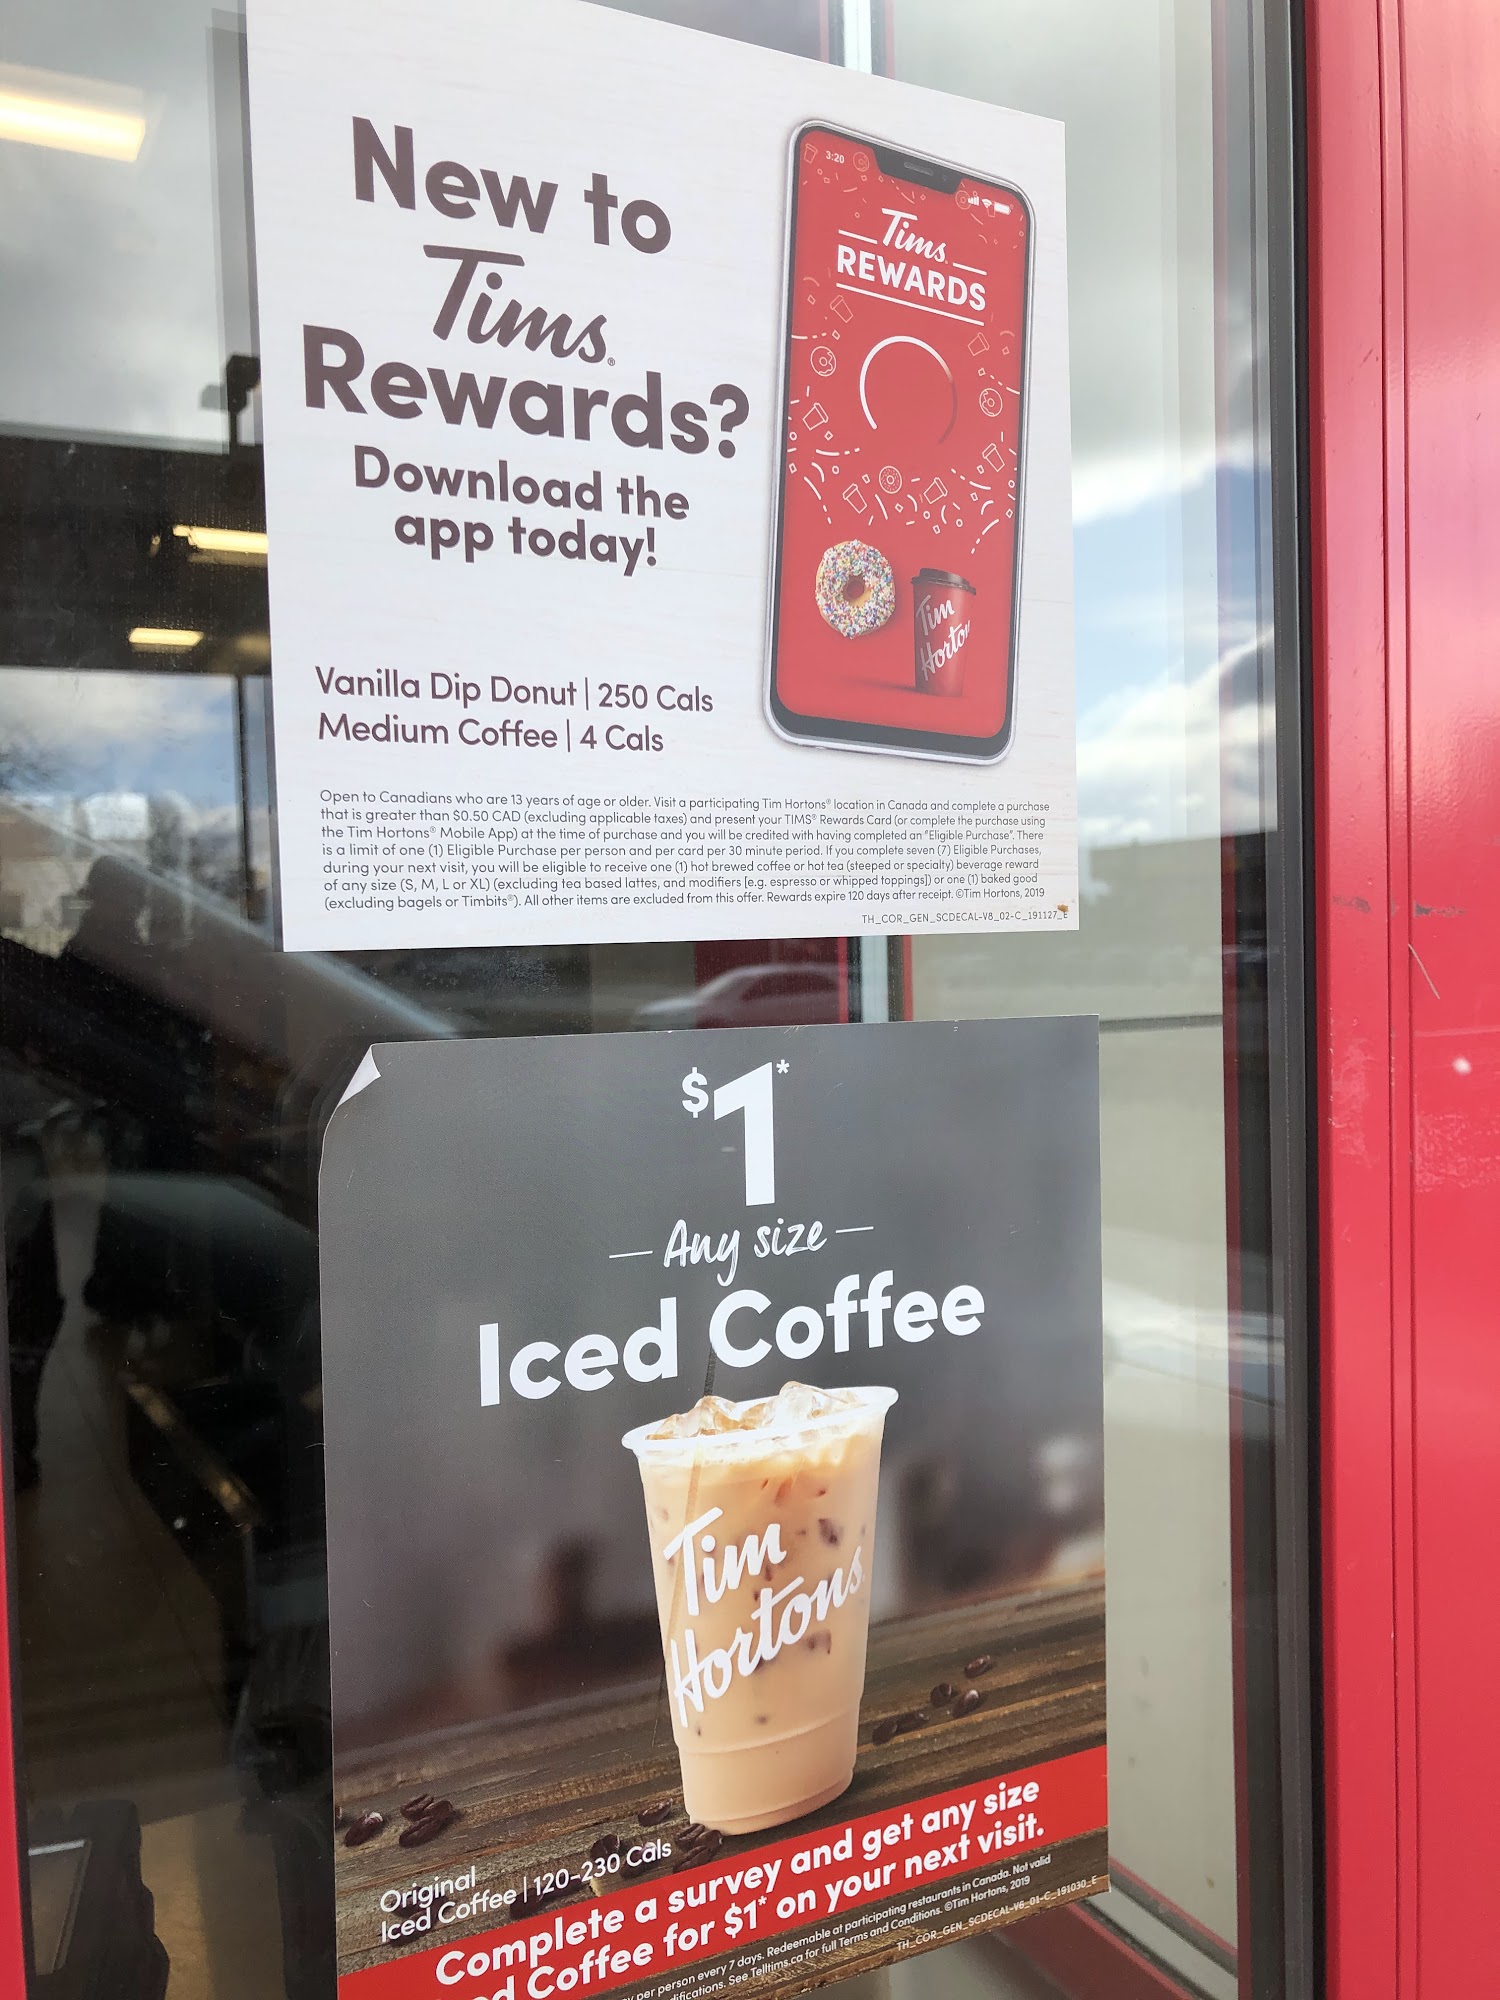 New to
Tims®
Rewards?
Download the
app today!
Vanilla Dip Donut | 250 Cals
Medium Coffee | 4 Cals
3:20
Tims
REWARDS
Tim
Horto
Open to Canadians who are 13 years of age or older. Visit a participating Tim Hortons® location in Canada and complete a purchase
that is greater than $0.50 CAD (excluding applicable taxes) and present your TIMS® Rewards Card (or complete the purchase using
the Tim Hortons® Mobile App) at the time of purchase and you will be credited with having completed an "Eligible Purchase". There
is a limit of one (1) Eligible Purchase per person and per card per 30 minute period. If you complete seven (7) Eligible Purchases,
during your next visit, you will be eligible to receive one (1) hot brewed coffee or hot tea (steeped or specialty) beverage reward
of any size (S, M, L or XL) (excluding tea based lattes, and modifiers [e.g. espresso or whipped toppings]) or one (1) baked good
(excluding bagels or Timbits®). All other items are excluded from this offer. Rewards expire 120 days after receipt. ©Tim Hortons, 2019
TH_COR_GEN_SCDECAL-V8_02-C_191127_E
$1*
Any size
Iced Coffee
Tim
Hortons
Original
Iced Coffee | 120-230 Cals
Complete a survey and get any size
Coffee for $1* on your next visit.
per person every 7 days. Redeemable at participating restaurants in Canada. Not valid
See Telltims.ca for full Terms and Conditions. ©Tim Hortons, 2019
TH_COR_GEN_SCDECAL-V6_01-C_191030_E